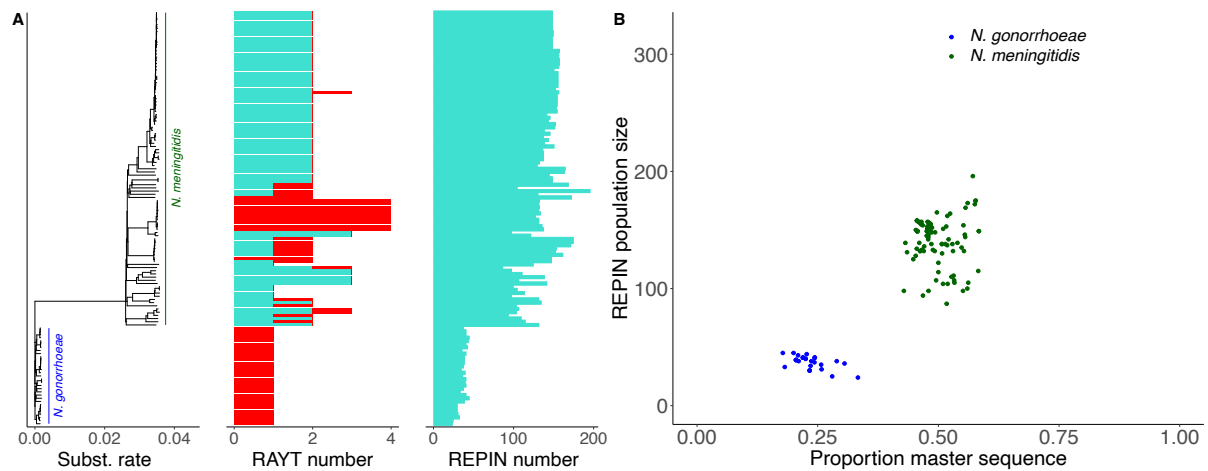 A
N. meningitidis
N. gonorrhoeae
0.00 0.02 0.04
Subst. rate
0 2 4
RAYT number
0 100 200
REPIN number
B
N. gonorrhoeae
N. meningitidis
REPIN population size
300
200
100
0
0.00 0.25 0.50 0.75 1.00
Proportion master sequence